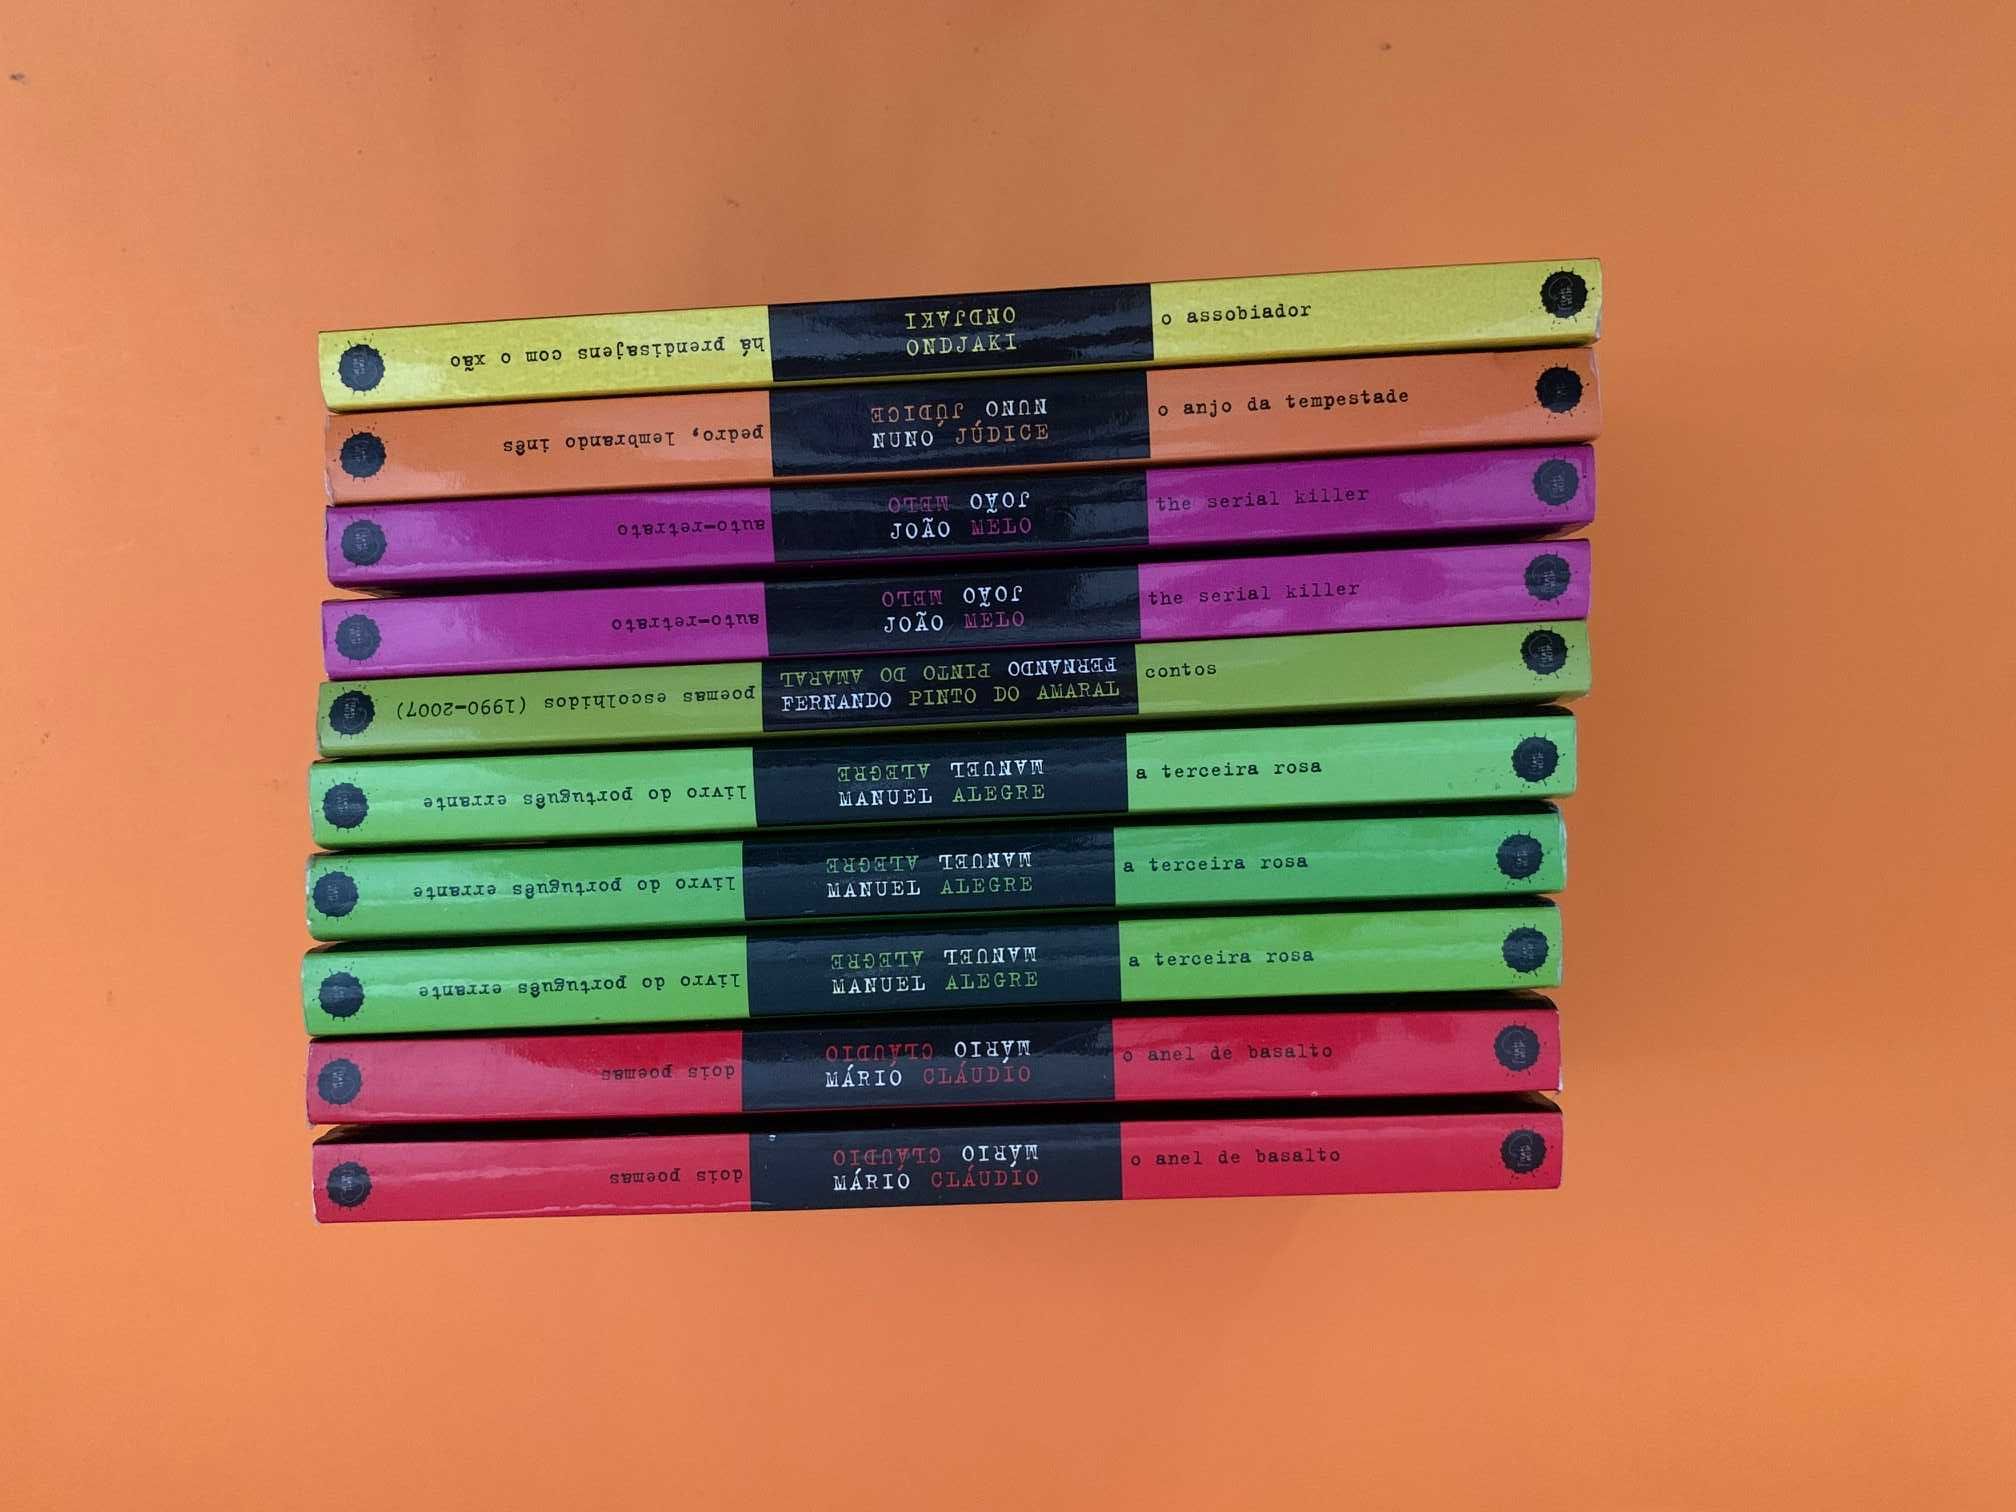 há prendisajens com o xão
ONDJAKI
ONDJAKI
o assobiador
pedro, lembrando inês
NUNO JÚDICE
NUNO JÚDICE
o anjo da tempestade
auto-retrato
JOÃO MELO
JOÃO MELO
the serial killer
auto-retrato
JOÃO MELO
JOÃO MELO
the serial killer
poemas escolhidos (1990-2007)
FERNANDO PINTO DO AMARAL
FERNANDO PINTO DO AMARAL
contos
livro do português errante
MANUEL ALEGRE
MANUEL ALEGRE
a terceira rosa
livro do português errante
MANUEL ALEGRE
MANUEL ALEGRE
a terceira rosa
livro do português errante
MANUEL ALEGRE
MANUEL ALEGRE
a terceira rosa
dois poemas
MÁRIO CLÁUDIO
MÁRIO CLÁUDIO
o anel de basalto
dois poemas
MÁRIO CLÁUDIO
MÁRIO CLÁUDIO
o anel de basalto